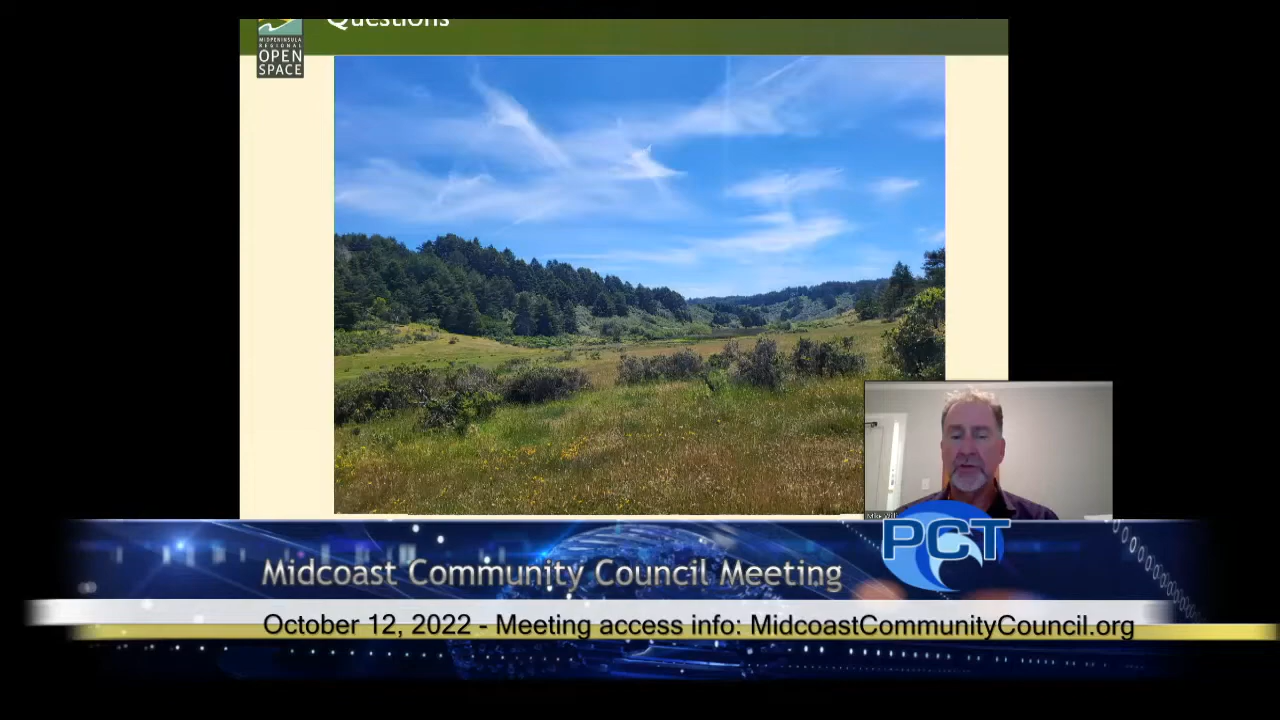 Questions
MIDPENINSULA
REGIONAL
OPEN
SPACE
PCT
Midcoast Community Council Meeting
October 12, 2022 - Meeting access info: MidcoastCommunityCouncil.org